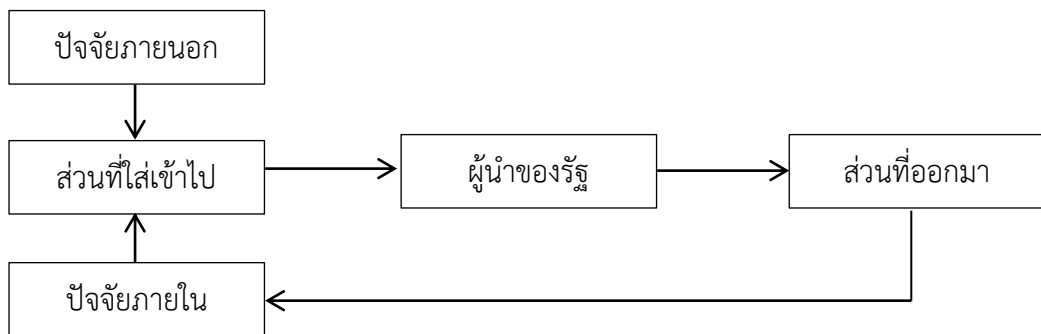 ปัจจัยภายนอก
ส่วนที่ใส่เข้าไป
ผู้นำของรัฐ
ส่วนที่ออกมา
ปัจจัยภายใน